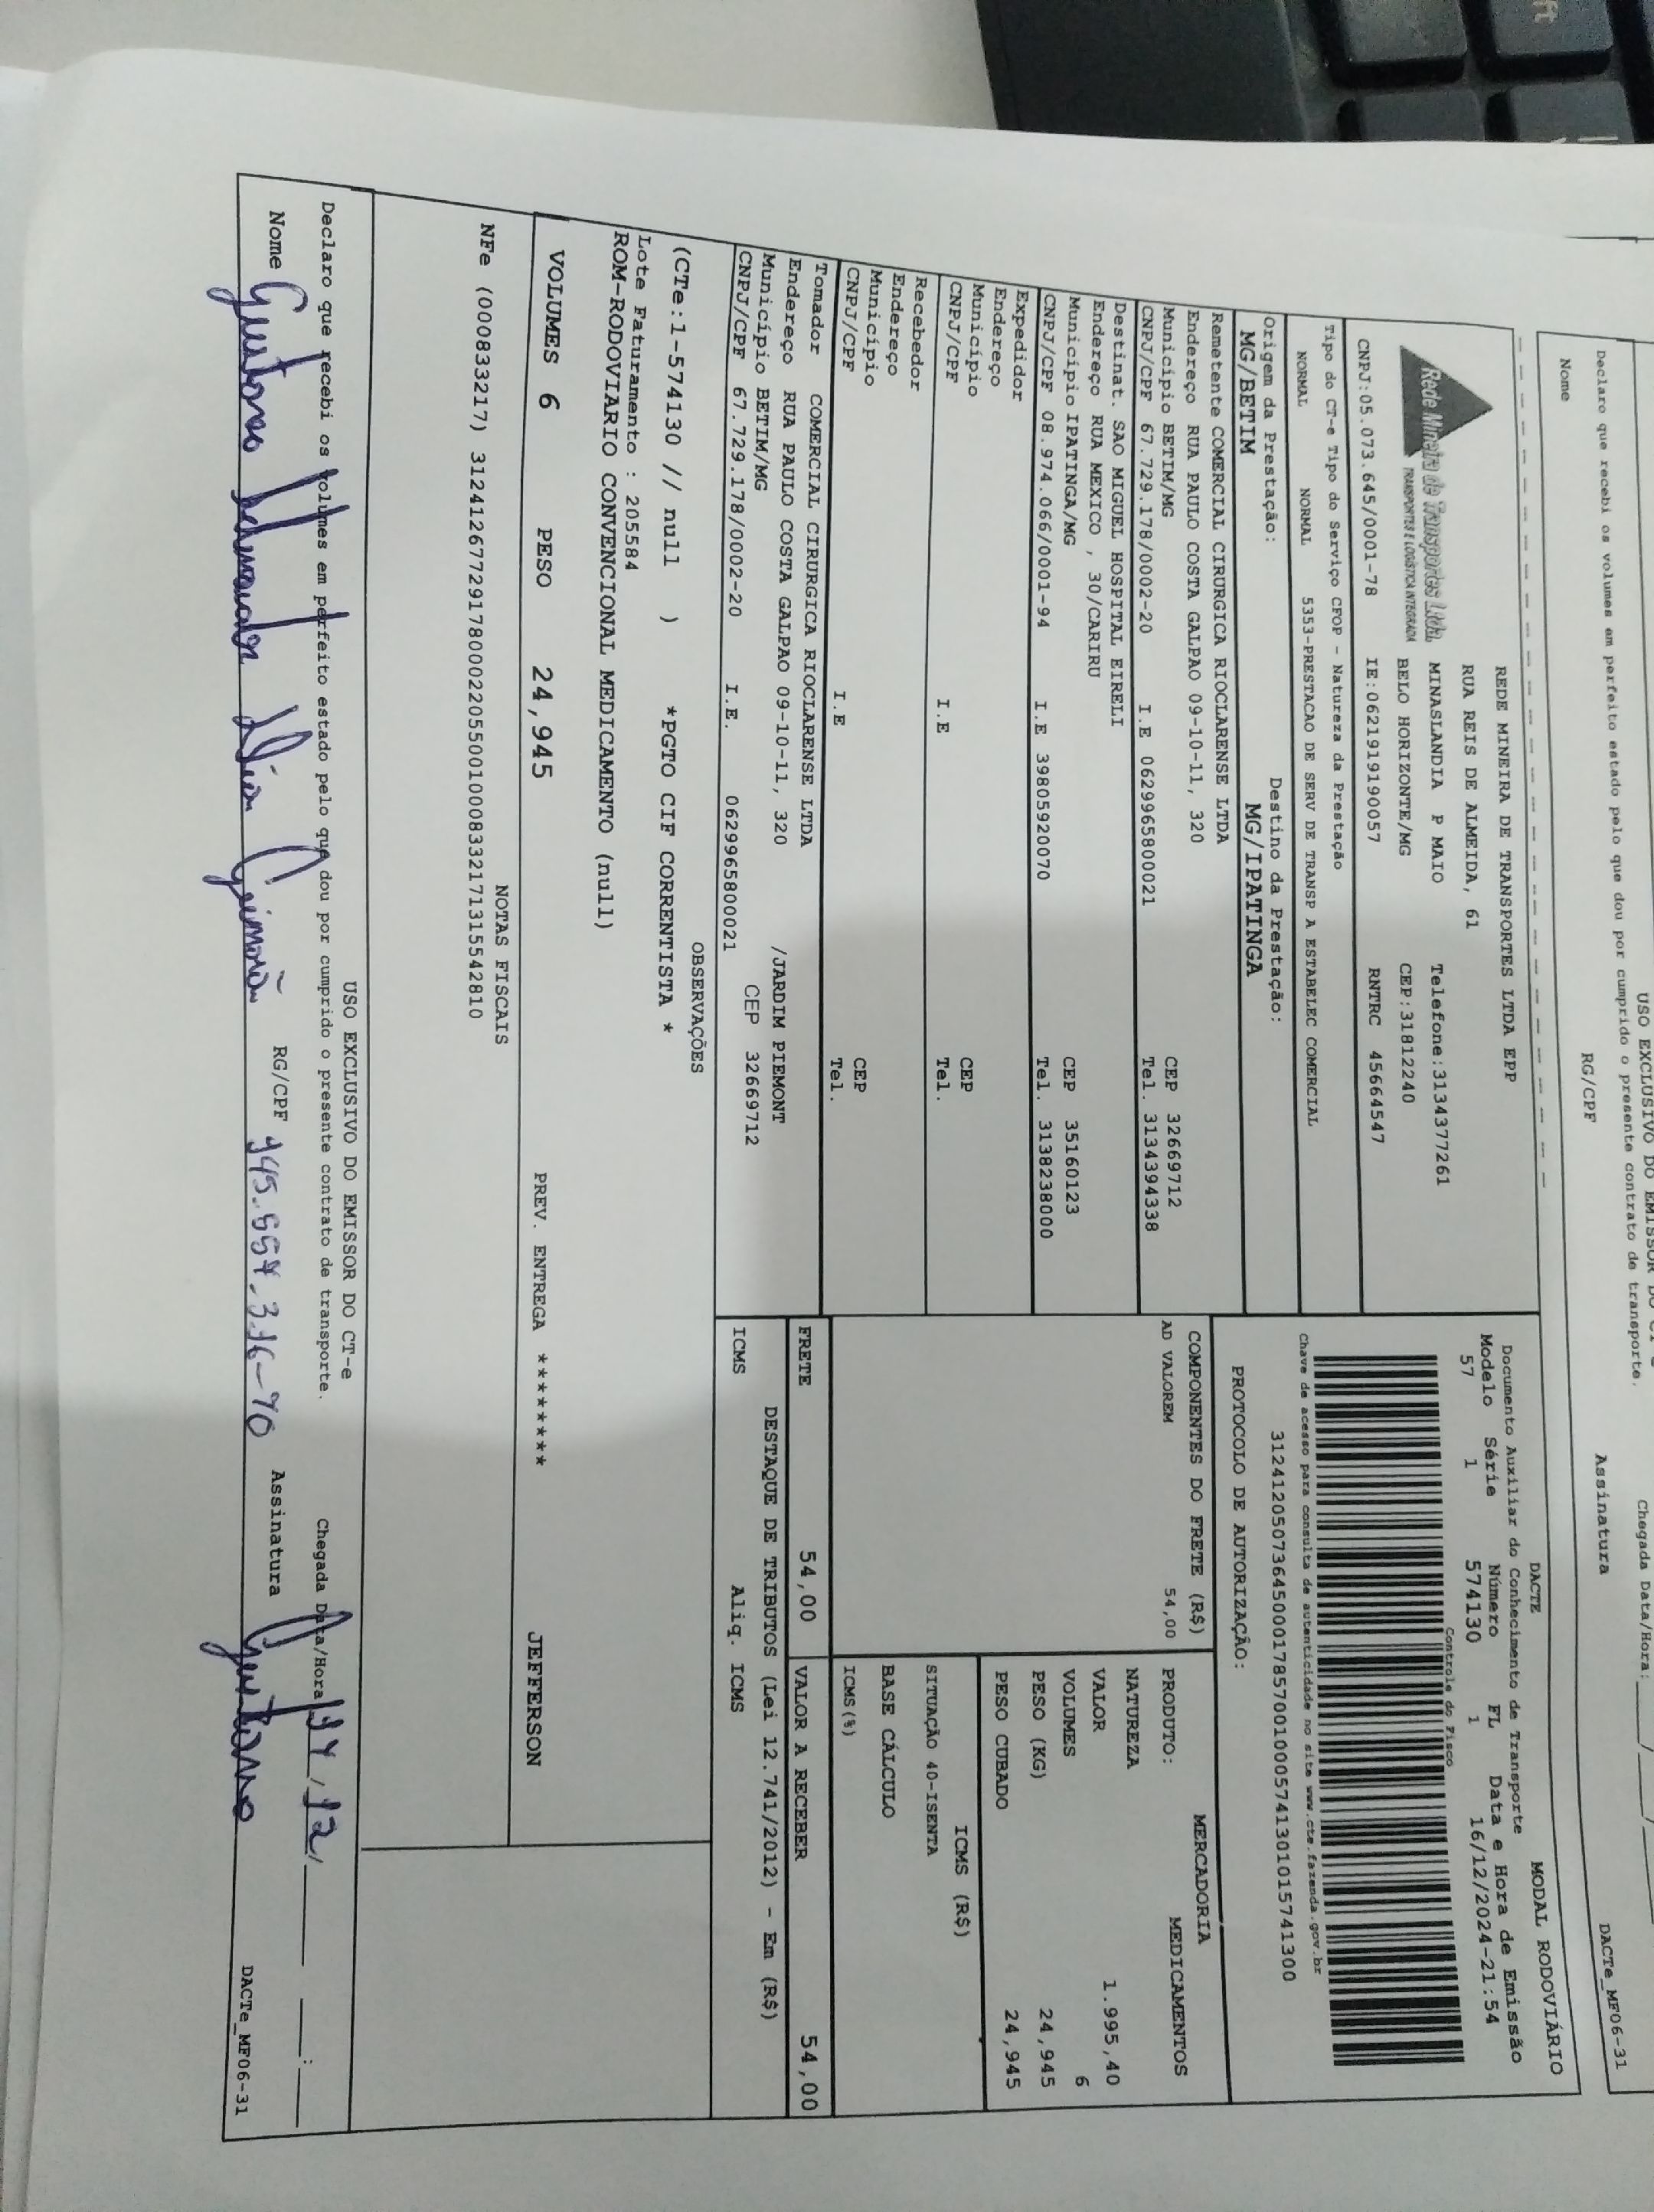 USO EXCLUSIVO DO EMISSOR DO CT-e
Declaro que recebi os volumes em perfeito estado pelo que dou por cumprido o presente contrato de transporte. Chegada Data/Hora:
Nome RG/CPF Assinatura
DACTe_MF06-31
Rede Mineira de Transportes Ltda.
TRANSPORTES E LOGÍSTICA INTEGRADA
REDE MINEIRA DE TRANSPORTES LTDA EPP
RUA REIS DE ALMEIDA, 61
MINASLANDIA P MAIO Telefone:3134377261
BELO HORIZONTE/MG CEP:31812240
CNPJ:05.073.645/0001-78 IE:0621919190057 RNTRC 45664547
DACTE MODAL RODOVIÁRIO
Documento Auxiliar do Conhecimento de Transporte
Modelo Série Número FL Data e Hora de Emissão
57 1 574130 1 16/12/2024-21:54
Controle do Fisco
Chave de acesso para consulta de autenticidade no site www.cte.fazenda.gov.br
31241205073645000178570010005741301015741300
PROTOCOLO DE AUTORIZAÇÃO:
Tipo do CT-e Tipo do Serviço CFOP - Natureza da Prestação
NORMAL NORMAL 5353-PRESTACAO DE SERV DE TRANSP A ESTABELEC COMERCIAL
Origem da Prestação: Destino da Prestação:
MG/BETIM MG/IPATINGA
Remetente COMERCIAL CIRURGICA RIOCLARENSE LTDA
Endereço RUA PAULO COSTA GALPAO 09-10-11, 320
Município BETIM/MG CEP 32669712
CNPJ/CPF 67.729.178/0002-20 I.E 0629965800021 Tel. 3134394338
Destinat. SAO MIGUEL HOSPITAL EIRELI
Endereço RUA MEXICO , 30/CARIRU
Município IPATINGA/MG CEP 35160123
CNPJ/CPF 08.974.066/0001-94 I.E 39805920070 Tel. 3138238000
Expedidor
Endereço
Município CEP
CNPJ/CPF I.E Tel.
Recebedor
Endereço
Município CEP
CNPJ/CPF I.E Tel.
Tomador COMERCIAL CIRURGICA RIOCLARENSE LTDA
Endereço RUA PAULO COSTA GALPAO 09-10-11, 320 /JARDIM PIEMONT
Município BETIM/MG CEP 32669712
CNPJ/CPF 67.729.178/0002-20 I.E. 0629965800021
COMPONENTES DO FRETE (R$)
AD VALOREM 54,00
MERCADORIA
PRODUTO: MEDICAMENTOS
NATUREZA
VALOR 1.995,40
VOLUMES 6
PESO (KG) 24,945
PESO CUBADO 24,945
ICMS (R$)
SITUAÇÃO 40-ISENTA
BASE CÁLCULO
ICMS(%)
FRETE 54,00 VALOR A RECEBER 54,00
DESTAQUE DE TRIBUTOS (Lei 12.741/2012) - Em (R$)
ICMS Aliq. ICMS
OBSERVAÇÕES
(CTe:1-574130 // null ) *PGTO CIF CORRENTISTA *
Lote Faturamento : 205584
ROM-RODOVIARIO CONVENCIONAL MEDICAMENTO (null)
VOLUMES 6 PESO 24,945 PREV. ENTREGA ******** JEFFERSON
NOTAS FISCAIS
NFe (000833217) 31241267729178000220550010008332171315542810
USO EXCLUSIVO DO EMISSOR DO CT-e
Declaro que recebi os volumes em perfeito estado pelo que dou por cumprido o presente contrato de transporte. Chegada Data/Hora
Nome Gustavo RG/CPF Assinatura Gustavo
DACTe_MF06-31